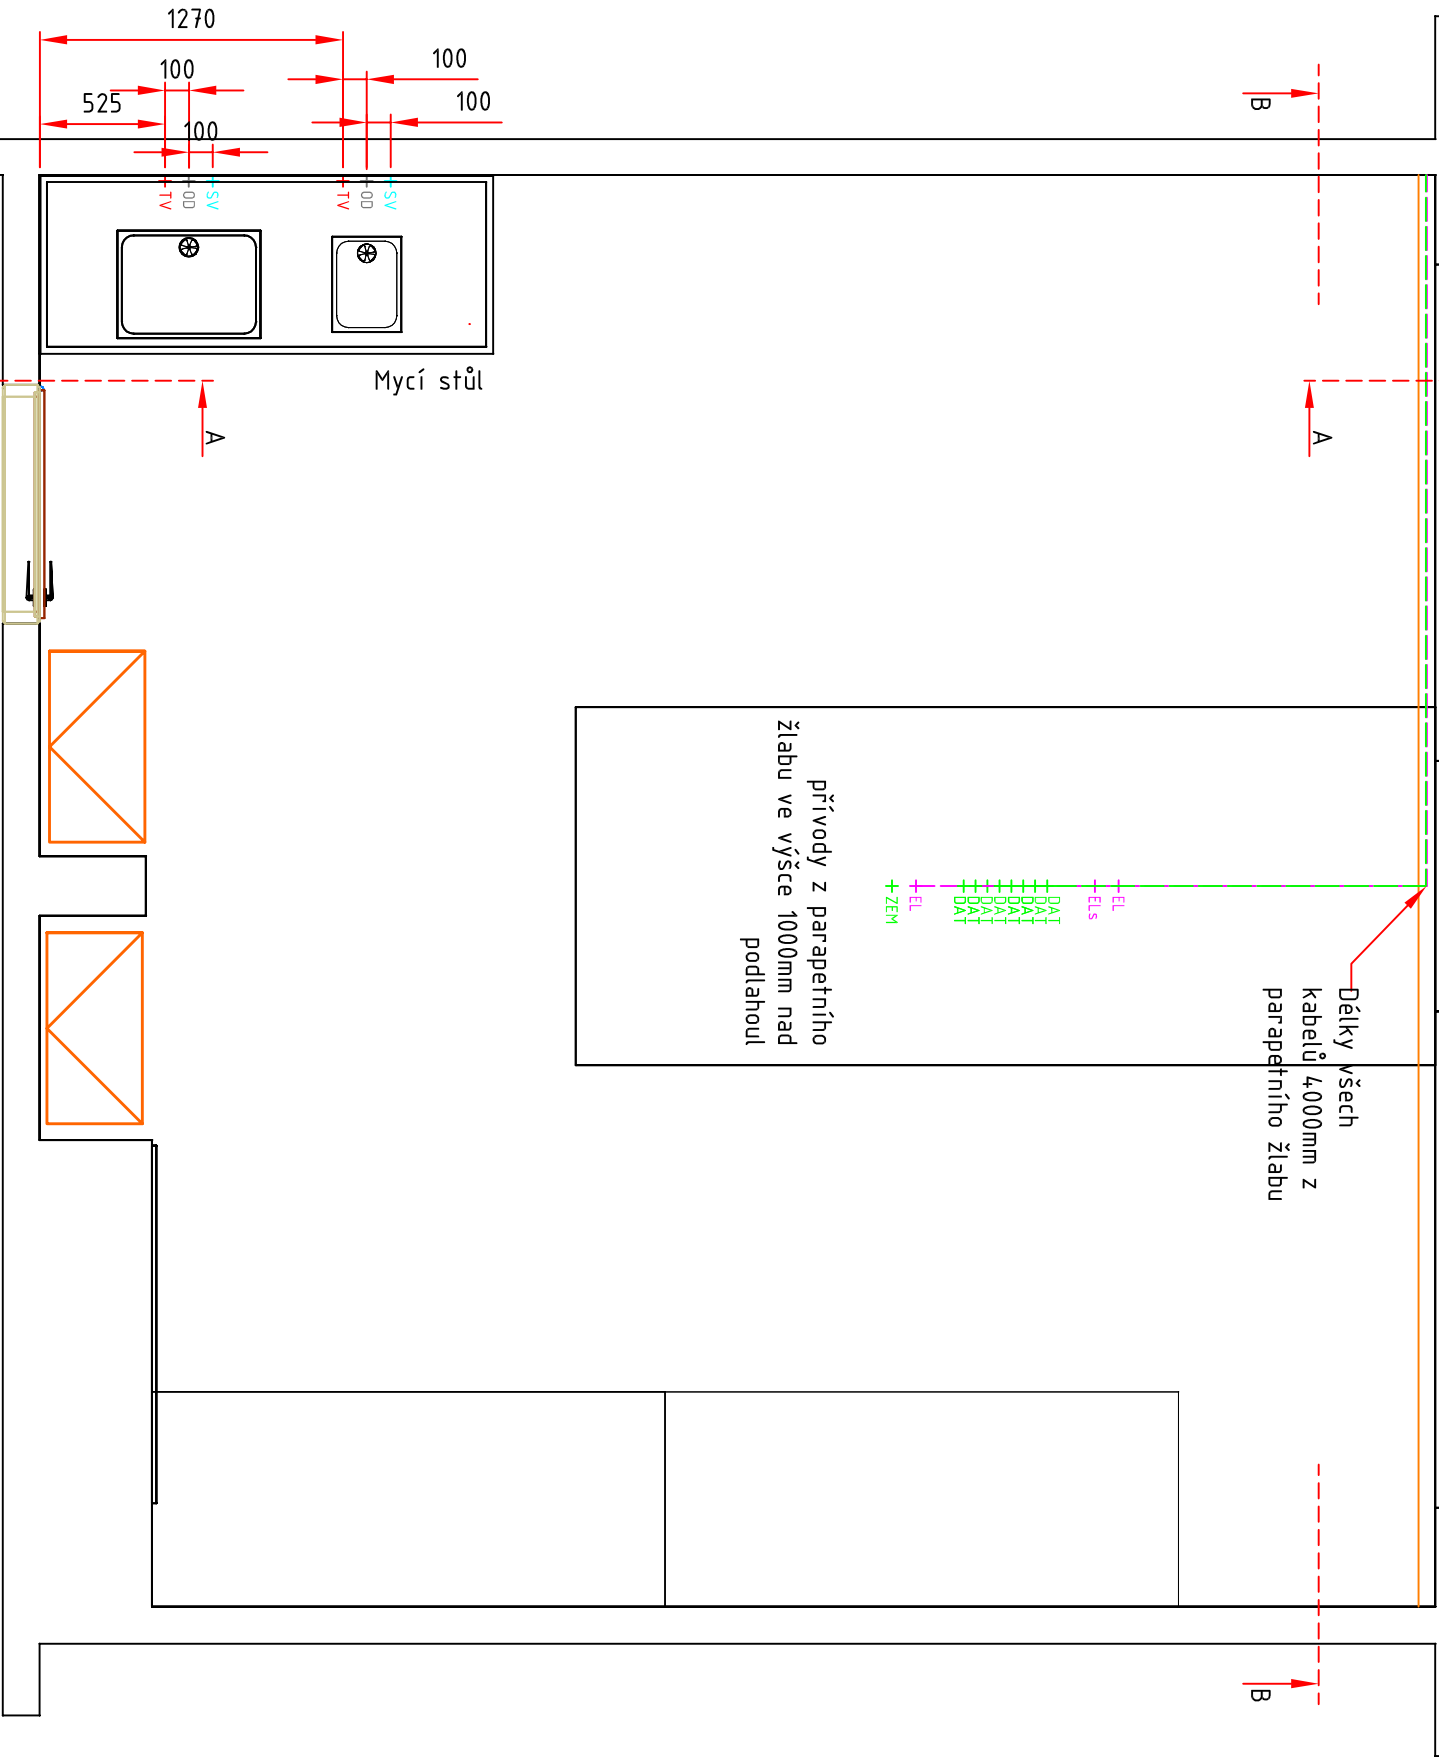 1270
100
100
525
100
100
B
TV
OD
SV
TV
OD
SV
Mycí stůl
A
A
přívody z parapetního
žlabu ve výšce 1000mm nad
podlahouI
ZEM
EL
DAT
DAT
DAT
DAT
DAT
DAT
DAT
DAT
ELs
EL
Délky všech
kabelů 4000mm z
parapetního žlabu
B